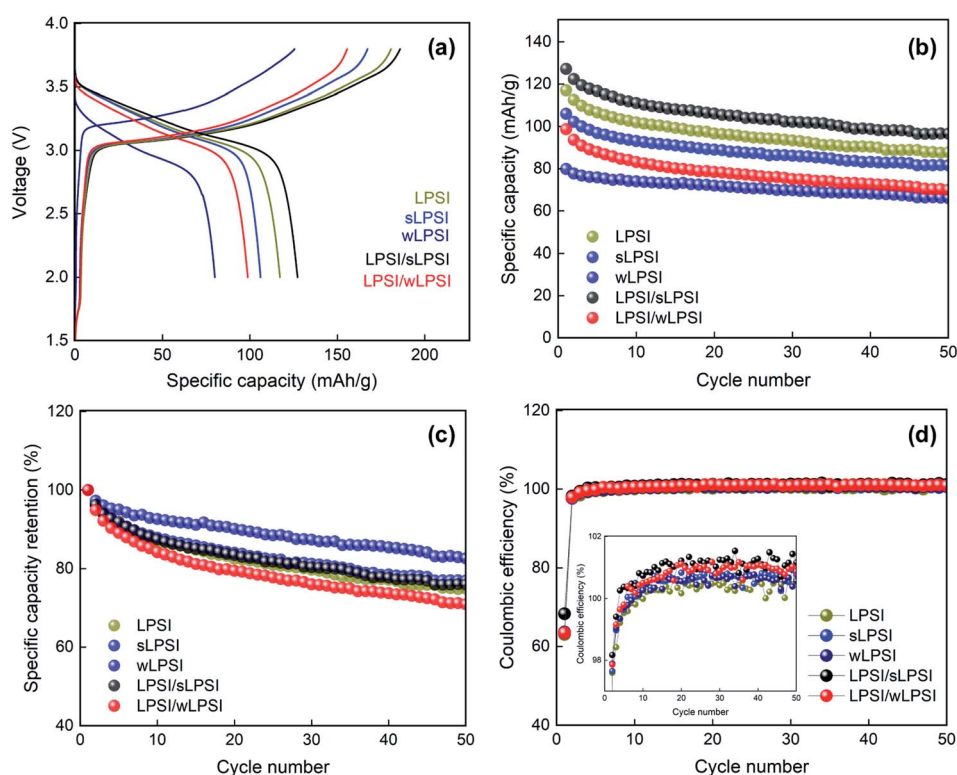 (a)
4.0
3.5
3.0
2.5
2.0
1.5
Voltage (V)
LPSI
sLPSI
wLPSI
LPSI/sLPSI
LPSI/wLPSI
0 50 100 150 200
Specific capacity (mAh/g)
(b)
140
120
100
80
60
40
20
0
Specific capacity (mAh/g)
LPSI
sLPSI
wLPSI
LPSI/sLPSI
LPSI/wLPSI
0 10 20 30 40 50
Cycle number
(c)
120
100
80
60
40
Specific capacity retention (%)
LPSI
sLPSI
wLPSI
LPSI/sLPSI
LPSI/wLPSI
0 10 20 30 40 50
Cycle number
(d)
120
100
80
60
40
Coulombic efficiency (%)
102
100
98
Coulombic efficiency (%)
0 10 20 30 40 50
Cycle number
LPSI
sLPSI
wLPSI
LPSI/sLPSI
LPSI/wLPSI
0 10 20 30 40 50
Cycle number